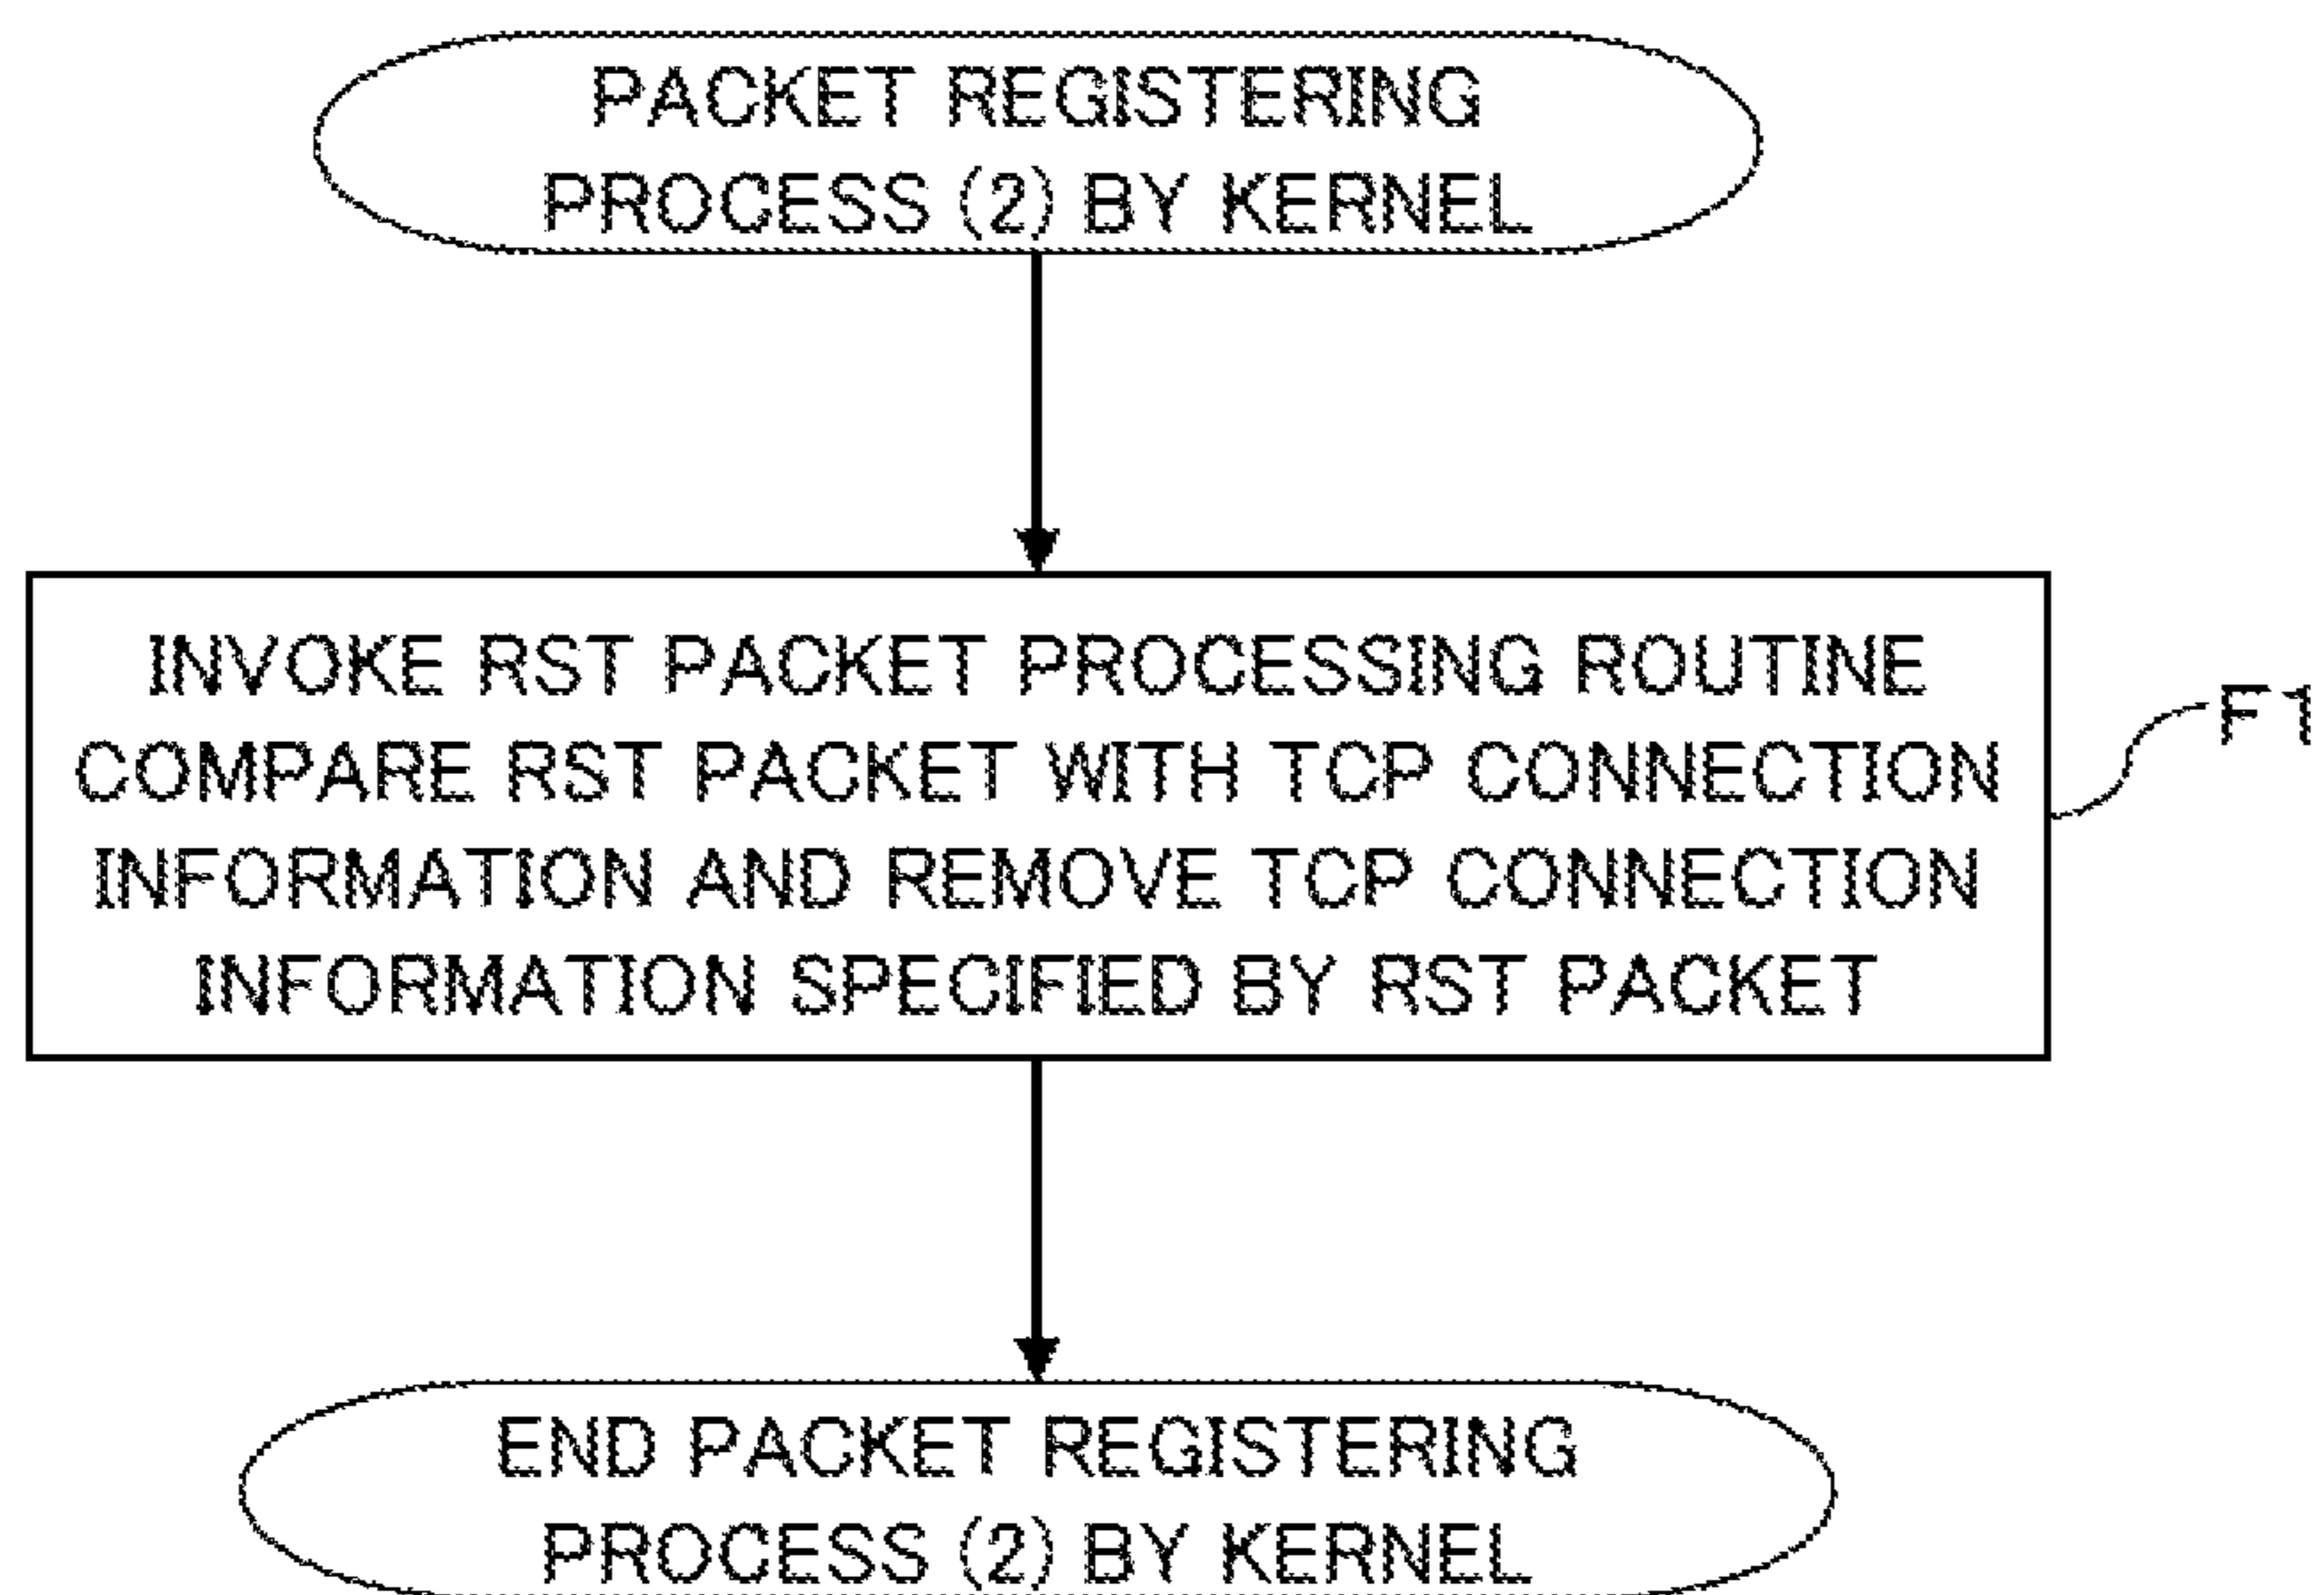 PACKET REGISTERING
PROCESS (2) BY KERNEL
INVOKE RST PACKET PROCESSING ROUTINE
COMPARE RST PACKET WITH TCP CONNECTION
INFORMATION AND REMOVE TCP CONNECTION
INFORMATION SPECIFIED BY RST PACKET
F1
END PACKET REGISTERING
PROCESS (2) BY KERNEL